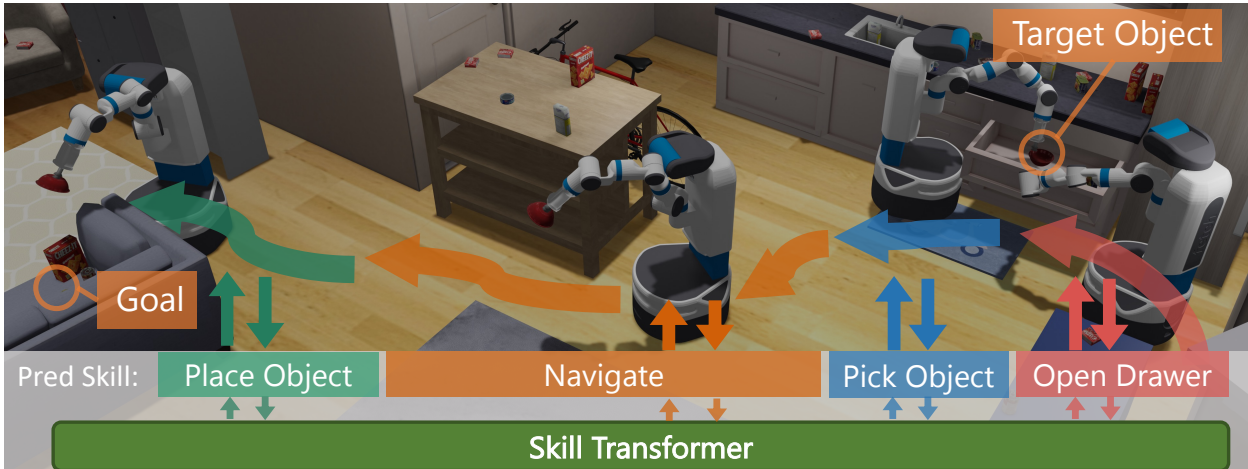 Target Object
Goal
Pred Skill:
Place Object
Navigate
Pick Object
Open Drawer
Skill Transformer